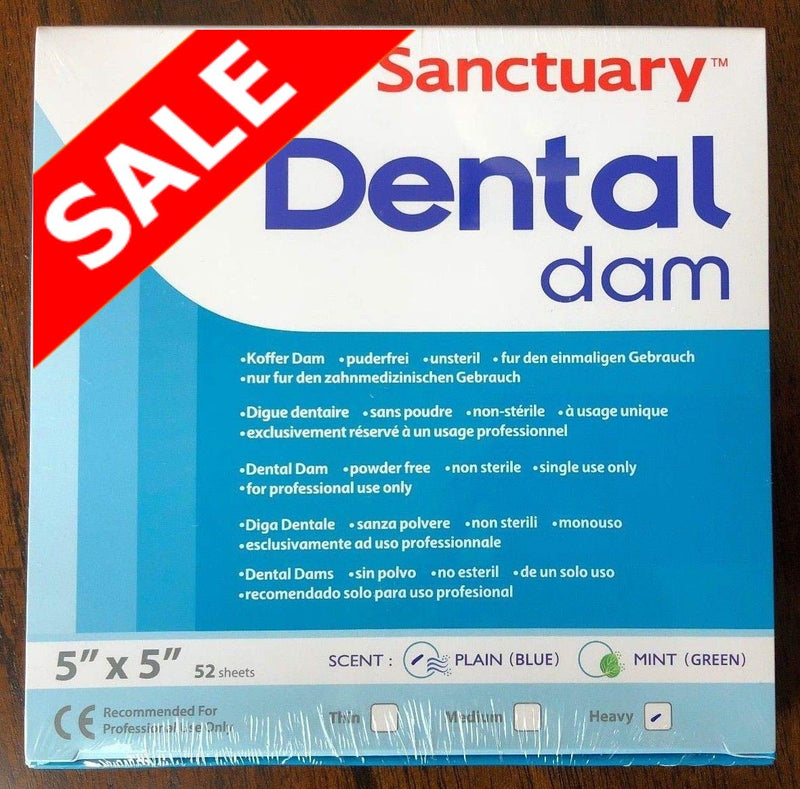 SALE
Sanctuary™
Dental
dam
•Koffer Dam •puderfrei •unsteril •fur den einmaligen Gebrauch
•nur fur den zahnmedizinischen Gebrauch
•Digue dentaire •sans poudre •non-stérile •à usage unique
•exclusivement réservé à un usage professionnel
•Dental Dam •powder free •non sterile •single use only
•for professional use only
•Diga Dentale •sanza polvere •non sterili •monouso
•esclusivamente ad uso professionnale
•Dental Dams •sin polvo •no esteril •de un solo uso
•recomendado solo para uso profesional
5” x 5” 52 sheets SCENT : PLAIN (BLUE) MINT (GREEN)
CE Recommended For
Professional Use Only
Thin Medium Heavy